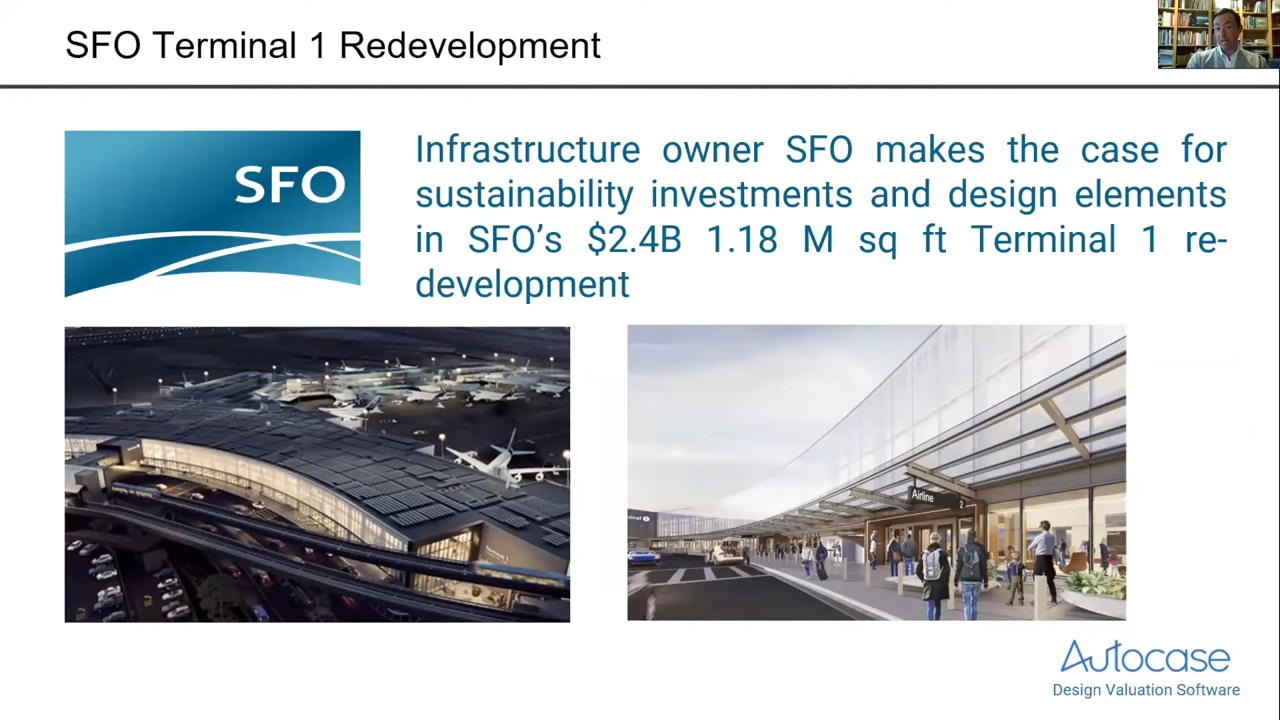 SFO Terminal 1 Redevelopment
SFO
Infrastructure owner SFO makes the case for
sustainability investments and design elements
in SFO’s $2.4B 1.18 M sq ft Terminal 1 re-
development
Airline
2
Autocase
Design Valuation Software